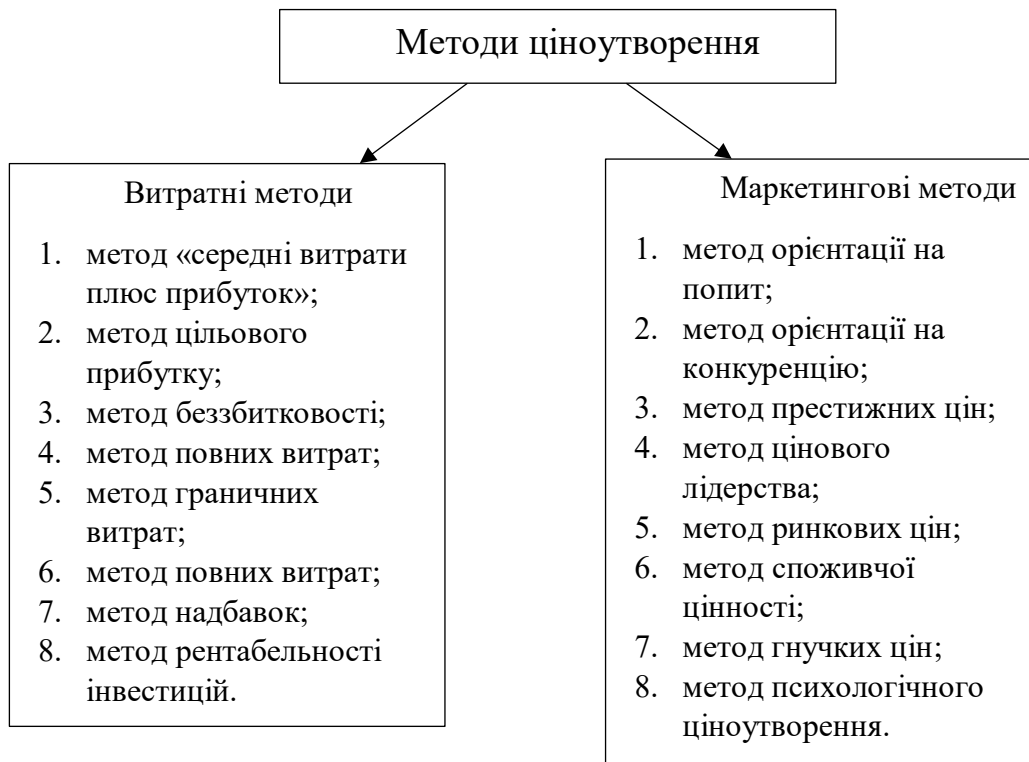 Методи ціноутворення
Витратні методи
1. метод «середні витрати
плюс прибуток»;
2. метод цільового
прибутку;
3. метод беззбитковості;
4. метод повних витрат;
5. метод граничних
витрат;
6. метод повних витрат;
7. метод надбавок;
8. метод рентабельності
інвестицій.
Маркетингові методи
1. метод орієнтації на
попит;
2. метод орієнтації на
конкуренцію;
3. метод престижних цін;
4. метод цінового
лідерства;
5. метод ринкових цін;
6. метод споживчої
цінності;
7. метод гнучких цін;
8. метод психологічного
ціноутворення.